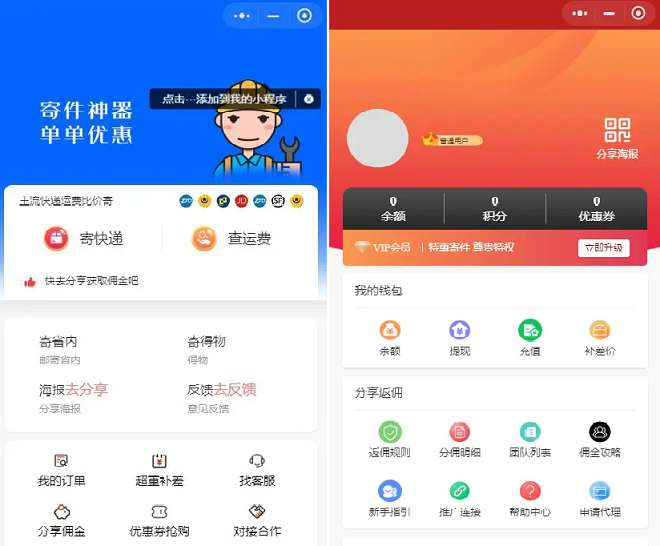 点击···添加到我的小程序
寄件神器
单单优惠
主流快递运费比价寄
JD
SF
寄快递
查运费
快去分享获取佣金吧
寄省内
邮寄省内
寄得物
得物
海报去分享
分享海报
反馈去反馈
意见反馈
我的订单
超重补差
找客服
分享佣金
优惠券抢购
对接合作
普通用户
分享海报
0
余额
0
积分
0
优惠券
VIP会员
特惠寄件 尊忠特权
立即升级
我的钱包
余额
提现
充值
补差价
分享返佣
返佣规则
分佣明细
团队列表
佣金攻略
新手指引
推广连接
帮助中心
申请代理